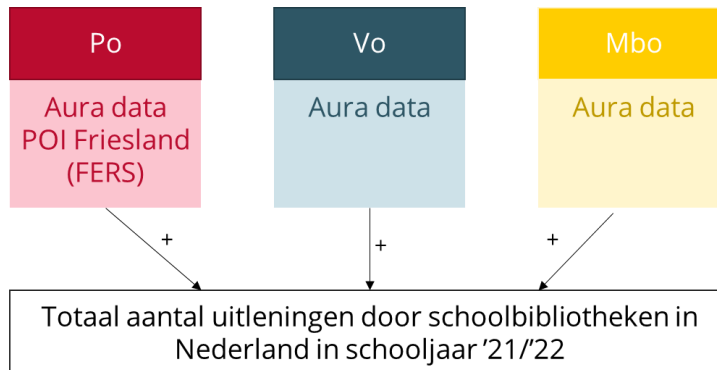 Po
Vo
Mbo
Aura data
POI Friesland
(FERS)
Aura data
Aura data
+
+
+
Totaal aantal uitleningen door schoolbibliotheken in
Nederland in schooljaar ’21/’22